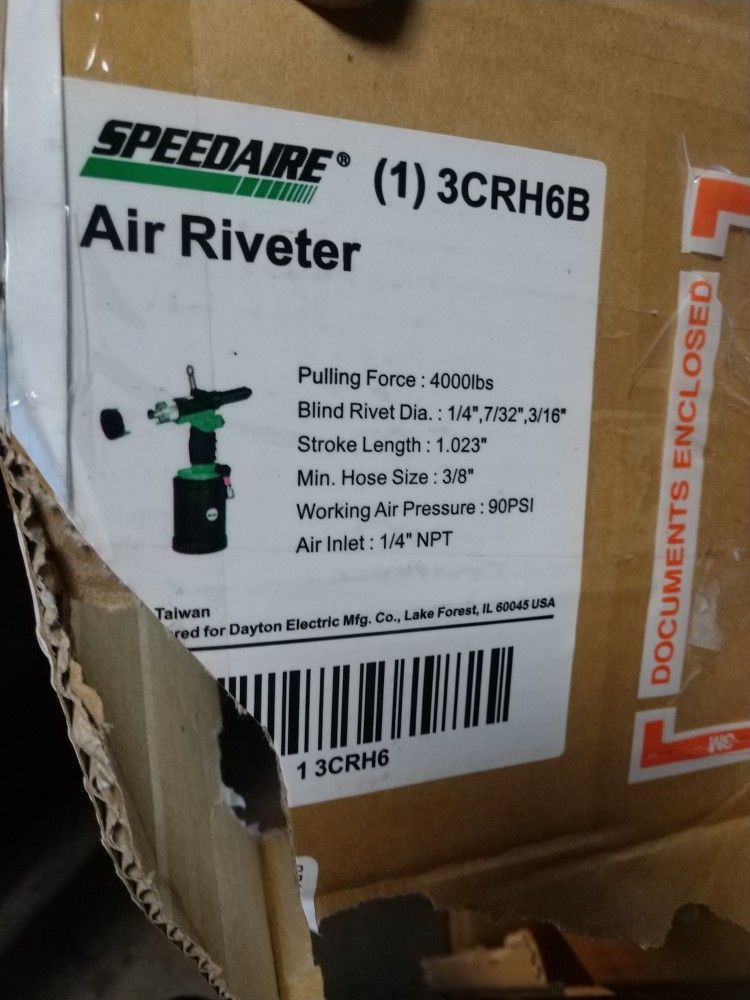 SPEEDAIRE® (1) 3CRH6B
Air Riveter
Pulling Force : 4000lbs
Blind Rivet Dia. : 1/4",7/32",3/16"
Stroke Length : 1.023"
Min. Hose Size : 3/8"
Working Air Pressure : 90PSI
Air Inlet : 1/4" NPT
Taiwan
red for Dayton Electric Mfg. Co., Lake Forest, IL 60045 USA
1 3CRH6
DOCUMENTS ENCLOSED
3M